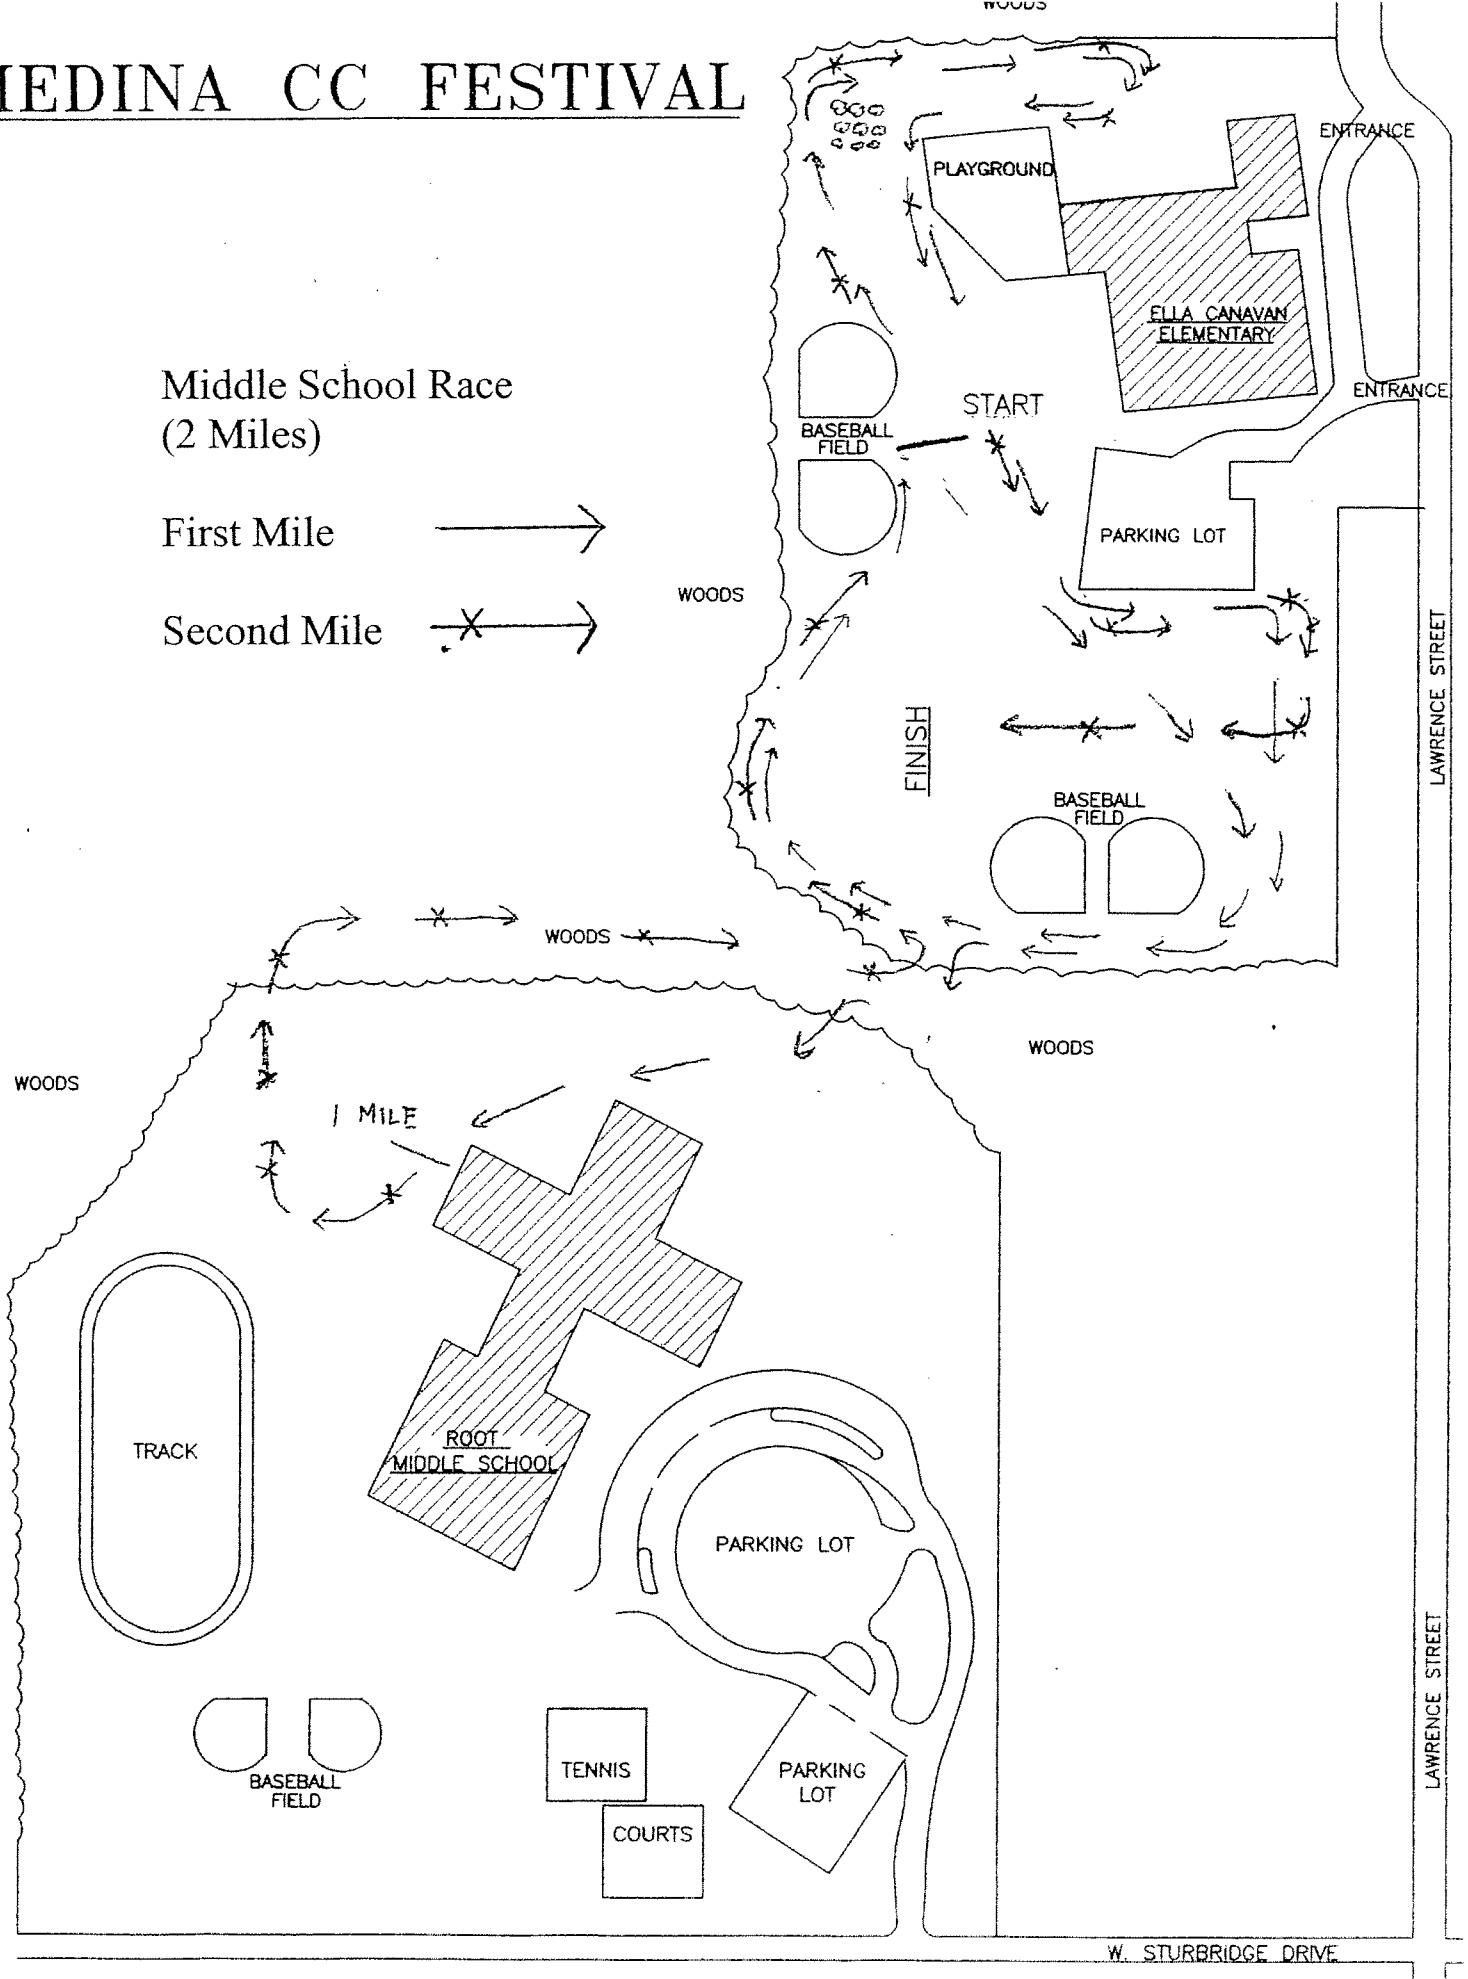 WOODS
MEDINA CC FESTIVAL
ENTRANCE
PLAYGROUND
ELLA CANAVAN
ELEMENTARY
Middle School Race
(2 Miles)
ENTRANCE
START
BASEBALL
FIELD
First Mile
PARKING LOT
WOODS
Second Mile
LAWRENCE STREET
FINISH
BASEBALL
FIELD
WOODS
WOODS
WOODS
1 MILE
TRACK
ROOT
MIDDLE SCHOOL
PARKING LOT
LAWRENCE STREET
TENNIS
PARKING
LOT
BASEBALL
FIELD
COURTS
W. STURBRIDGE DRIVE